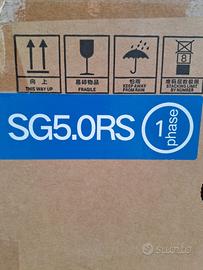 向上
THIS WAY UP
易碎物品
FRAGILE
怕雨
KEEP AWAY
FROM RAIN
8
堆码层数极限
STACKING LIMIT
BY NUMBER
SG5.0RS
1
phase
subito